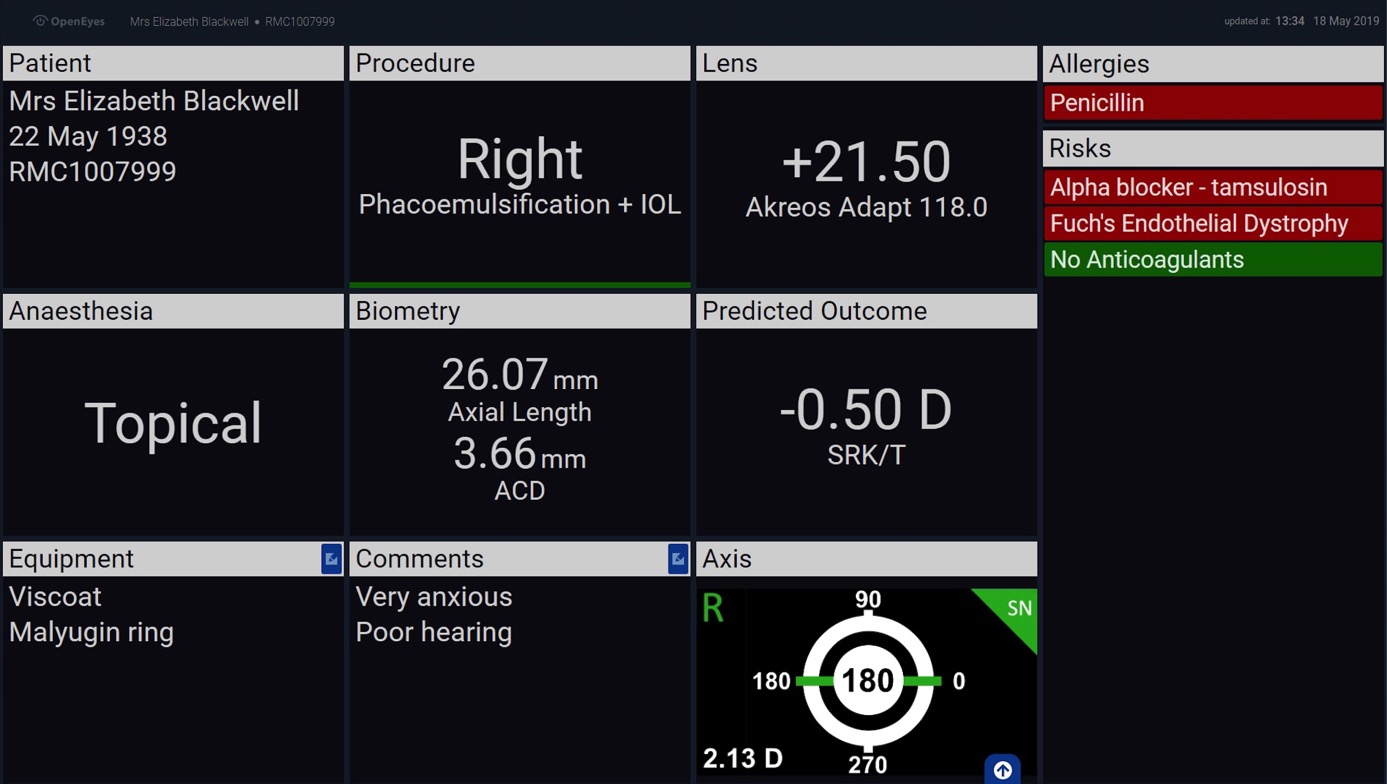 OpenEyes Mrs Elizabeth Blackwell • RMC1007999 updated at: 13:34 18 May 2019
Patient
Mrs Elizabeth Blackwell
22 May 1938
RMC1007999
Procedure
Right
Phacoemulsification + IOL
Lens
+21.50
Akreos Adapt 118.0
Allergies
Penicillin
Risks
Alpha blocker - tamsulosin
Fuch's Endothelial Dystrophy
No Anticoagulants
Anaesthesia
Topical
Biometry
26.07 mm
Axial Length
3.66 mm
ACD
Predicted Outcome
-0.50 D
SRK/T
Equipment
Viscoat
Malyugin ring
Comments
Very anxious
Poor hearing
Axis
R 90 SN
180 180 0
2.13 D 270